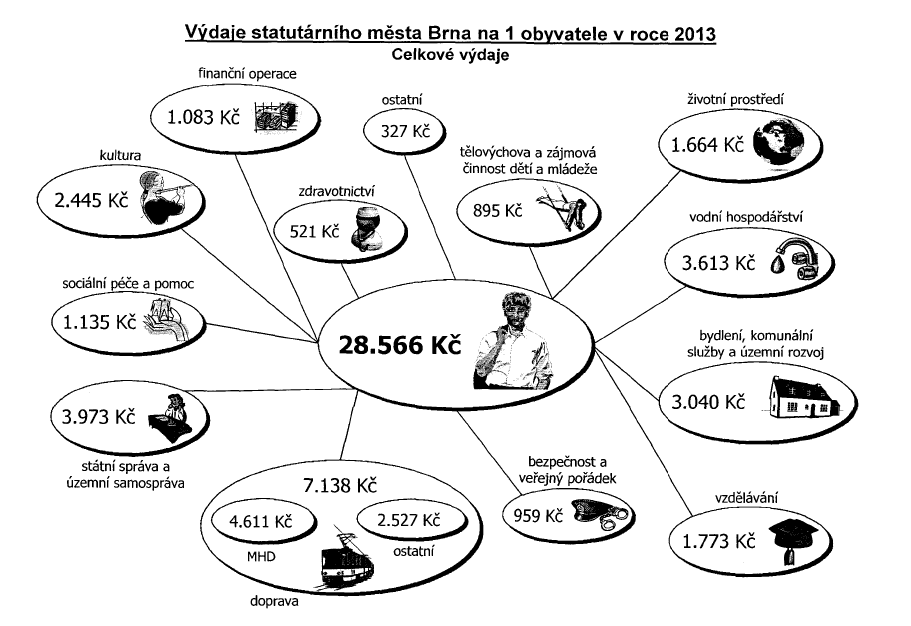 Výdaje statutárního města Brna na 1 obyvatele v roce 2013
Celkové výdaje
finanční operace
1.083 Kč
ostatní
327 Kč
životní prostředí
1.664 Kč
kultura
2.445 Kč
zdravotnictví
521 Kč
tělovýchova a zájmová
činnost dětí a mládeže
895 Kč
vodní hospodářství
3.613 Kč
sociální péče a pomoc
1.135 Kč
28.566 Kč
bydlení, komunální
služby a územní rozvoj
3.040 Kč
3.973 Kč
státní správa a
územní samospráva
7.138 Kč
4.611 Kč
MHD
2.527 Kč
ostatní
doprava
bezpečnost a
veřejný pořádek
959 Kč
vzdělávání
1.773 Kč